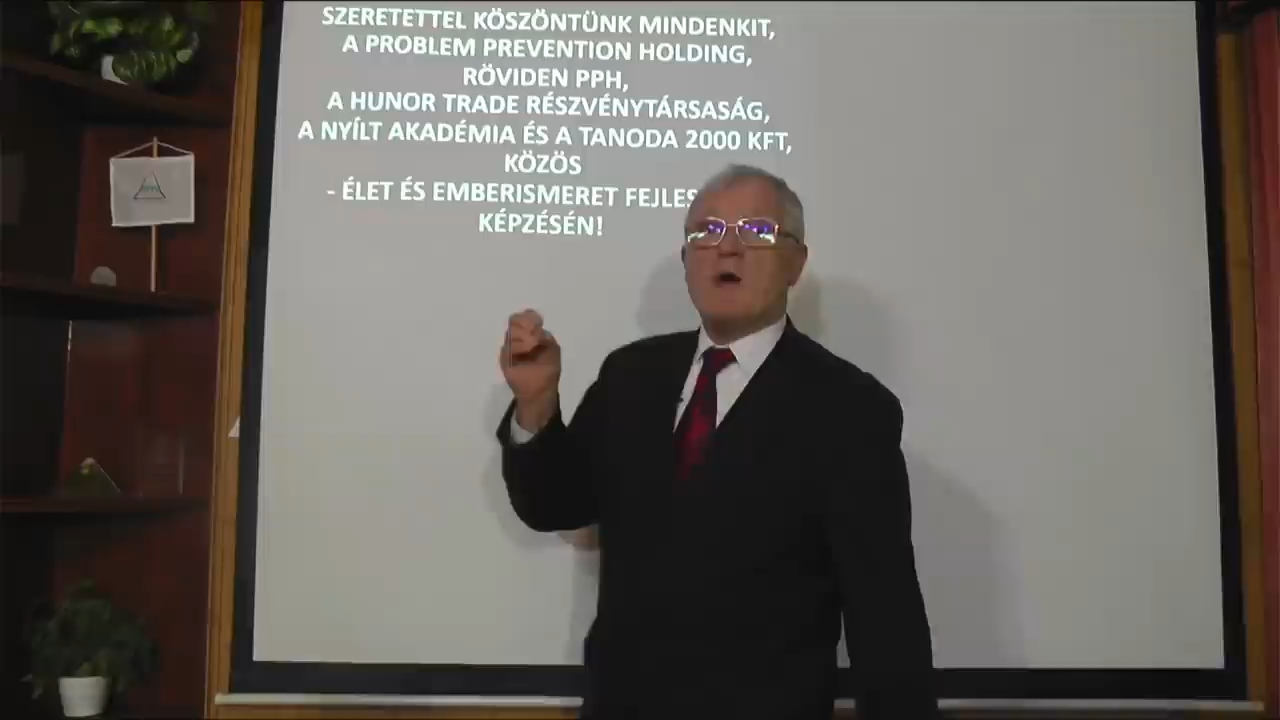 SZERETETTEL KÖSZÖNTÜNK MINDENKIT,
A PROBLEM PREVENTION HOLDING,
RÖVIDEN PPH,
A HUNOR TRADE RÉSZVÉNYTÁRSASÁG,
A NYÍLT AKADÉMIA ÉS A TANODA 2000 KFT,
KÖZÖS
- ÉLET ÉS EMBERISMERET FEJLES
KÉPZÉSÉN!